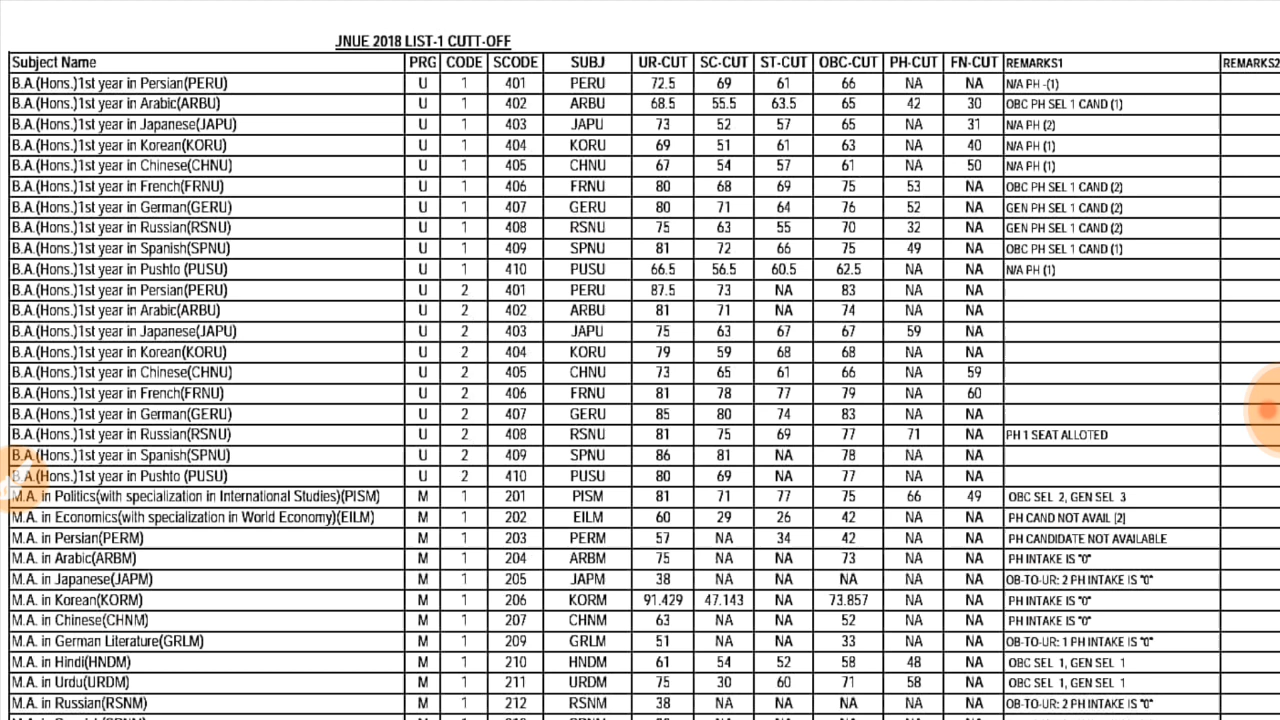 JNUE 2018 LIST-1 CUTT-OFF
Subject Name PRG CODE SCODE SUBJ UR-CUT SC-CUT ST-CUT OBC-CUT PH-CUT FN-CUT REMARKS1 REMARKS2
B.A.(Hons.)1st year in Persian(PERU) U 1 401 PERU 72.5 69 61 66 NA NA N/A PH -(1)
B.A.(Hons.)1st year in Arabic(ARBU) U 1 402 ARBU 68.5 55.5 63.5 65 42 30 OBC PH SEL 1 CAND (1)
B.A.(Hons.)1st year in Japanese(JAPU) U 1 403 JAPU 73 52 57 65 NA 31 N/A PH (2)
B.A.(Hons.)1st year in Korean(KORU) U 1 404 KORU 69 51 61 63 NA 40 N/A PH (1)
B.A.(Hons.)1st year in Chinese(CHNU) U 1 405 CHNU 67 54 57 61 NA 50 N/A PH (1)
B.A.(Hons.)1st year in French(FRNU) U 1 406 FRNU 80 68 69 75 53 NA OBC PH SEL 1 CAND (2)
B.A.(Hons.)1st year in German(GERU) U 1 407 GERU 80 71 64 76 52 NA GEN PH SEL 1 CAND (2)
B.A.(Hons.)1st year in Russian(RSNU) U 1 408 RSNU 75 63 55 70 32 NA GEN PH SEL 1 CAND (2)
B.A.(Hons.)1st year in Spanish(SPNU) U 1 409 SPNU 81 72 66 75 49 NA OBC PH SEL 1 CAND (1)
B.A.(Hons.)1st year in Pushto (PUSU) U 1 410 PUSU 66.5 56.5 60.5 62.5 NA NA N/A PH (1)
B.A.(Hons.)1st year in Persian(PERU) U 2 401 PERU 87.5 73 NA 83 NA NA
B.A.(Hons.)1st year in Arabic(ARBU) U 2 402 ARBU 81 71 NA 74 NA NA
B.A.(Hons.)1st year in Japanese(JAPU) U 2 403 JAPU 75 63 67 67 59 NA
B.A.(Hons.)1st year in Korean(KORU) U 2 404 KORU 79 59 68 68 NA NA
B.A.(Hons.)1st year in Chinese(CHNU) U 2 405 CHNU 73 65 61 66 NA 59
B.A.(Hons.)1st year in French(FRNU) U 2 406 FRNU 81 78 77 79 NA 60
B.A.(Hons.)1st year in German(GERU) U 2 407 GERU 85 80 74 83 NA NA
B.A.(Hons.)1st year in Russian(RSNU) U 2 408 RSNU 81 75 69 77 71 NA PH 1 SEAT ALLOTED
B.A.(Hons.)1st year in Spanish(SPNU) U 2 409 SPNU 86 81 NA 78 NA NA
B.A.(Hons.)1st year in Pushto (PUSU) U 2 410 PUSU 80 69 NA 77 NA NA
M.A. in Politics(with specialization in International Studies)(PISM) M 1 201 PISM 81 71 77 75 66 49 OBC SEL 2, GEN SEL 3
M.A. in Economics(with specialization in World Economy)(EILM) M 1 202 EILM 60 29 26 42 NA NA PH CAND NOT AVAIL [2]
M.A. in Persian(PERM) M 1 203 PERM 57 NA 34 42 NA NA PH CANDIDATE NOT AVAILABLE
M.A. in Arabic(ARBM) M 1 204 ARBM 75 NA NA 73 NA NA PH INTAKE IS "0"
M.A. in Japanese(JAPM) M 1 205 JAPM 38 NA NA NA NA NA OB-TO-UR: 2 PH INTAKE IS "0"
M.A. in Korean(KORM) M 1 206 KORM 91.429 47.143 NA 73.857 NA NA PH INTAKE IS "0"
M.A. in Chinese(CHNM) M 1 207 CHNM 63 NA NA 52 NA NA PH INTAKE IS "0"
M.A. in German Literature(GRLM) M 1 209 GRLM 51 NA NA 33 NA NA OB-TO-UR: 1 PH INTAKE IS "0"
M.A. in Hindi(HNDM) M 1 210 HNDM 61 54 52 58 48 NA OBC SEL 1, GEN SEL 1
M.A. in Urdu(URDM) M 1 211 URDM 75 30 60 71 58 NA OBC SEL 1, GEN SEL 1
M.A. in Russian(RSNM) M 1 212 RSNM 38 NA NA NA NA NA OB-TO-UR: 2 PH INTAKE IS "0"